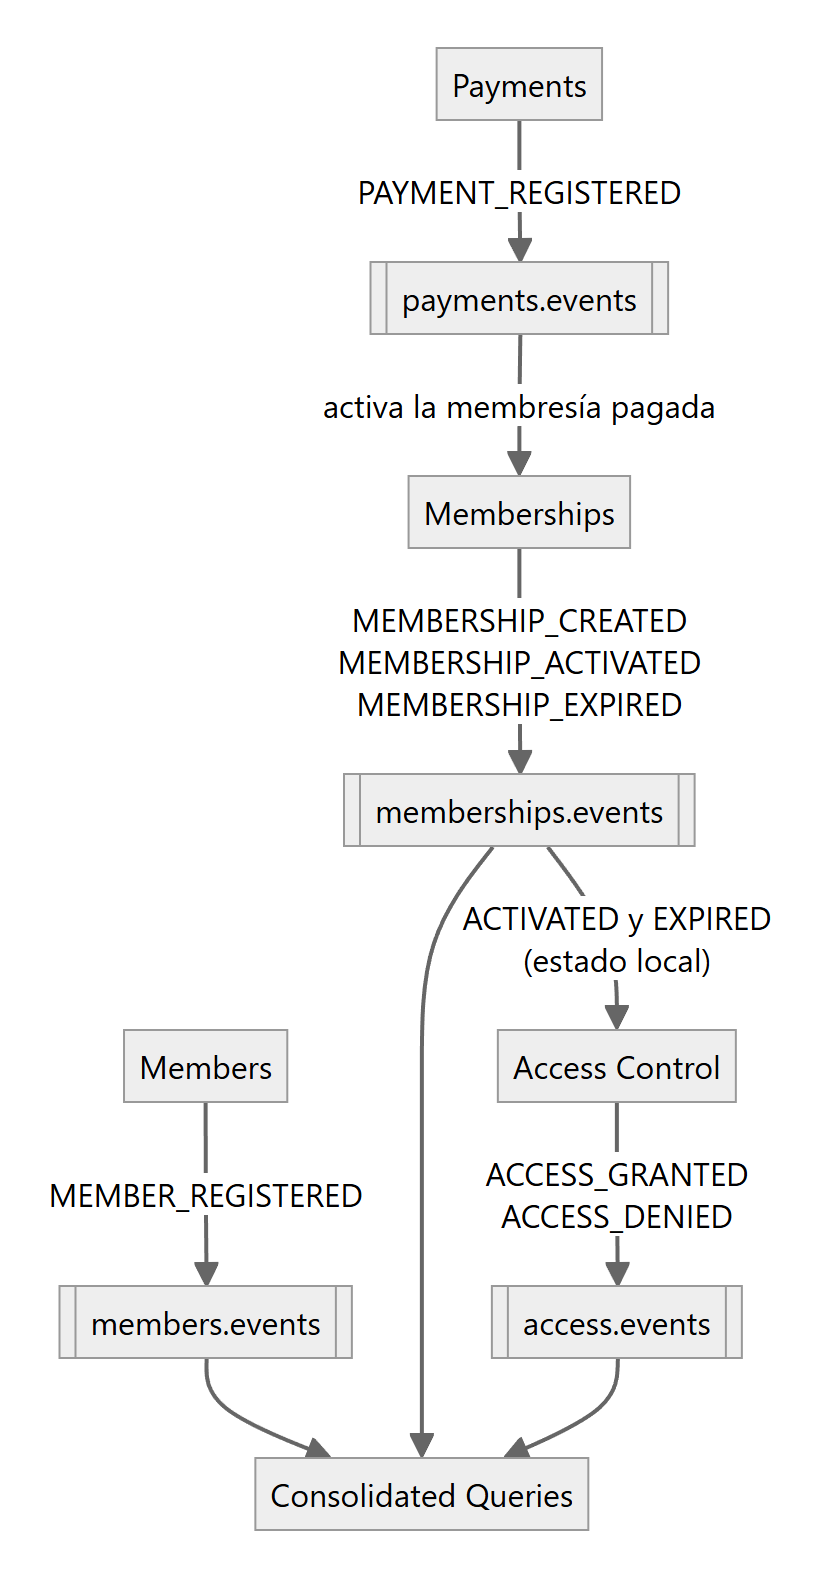 Payments
PAYMENT_REGISTERED
payments.events
activa la membresía pagada
Memberships
MEMBERSHIP_CREATED
MEMBERSHIP_ACTIVATED
MEMBERSHIP_EXPIRED
memberships.events
ACTIVATED y EXPIRED
(estado local)
Members
Access Control
MEMBER_REGISTERED
ACCESS_GRANTED
ACCESS_DENIED
members.events
access.events
Consolidated Queries